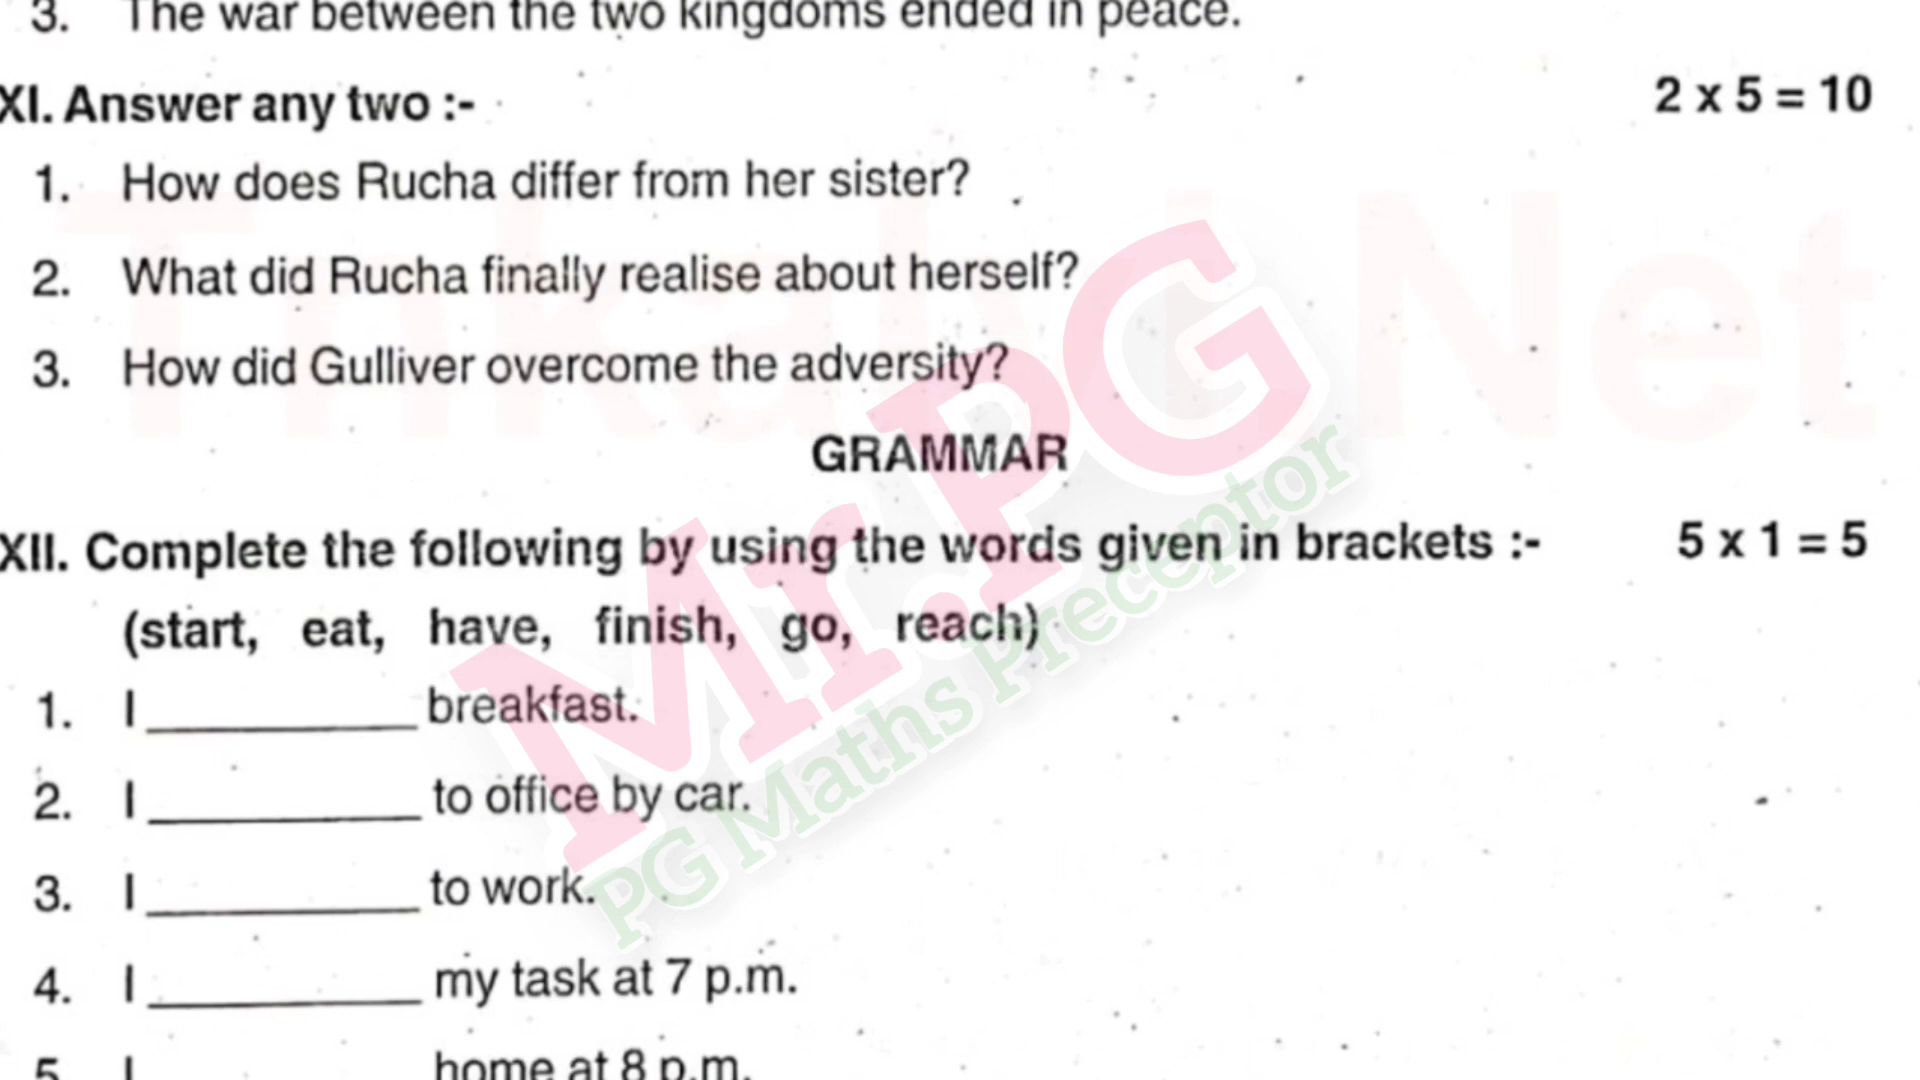 3. The war between the two kingdoms ended in peace.
XI. Answer any two :- 2 x 5 = 10
1. How does Rucha differ from her sister?
2. What did Rucha finally realise about herself?
3. How did Gulliver overcome the adversity?
GRAMMAR
XII. Complete the following by using the words given in brackets :- 5 x 1 = 5
(start, eat, have, finish, go, reach)
1. I __________ breakfast.
2. I __________ to office by car.
3. I __________ to work.
4. I __________ my task at 7 p.m.
5. I __________ home at 8 p.m.
Mr.PG
PG Maths Preceptor